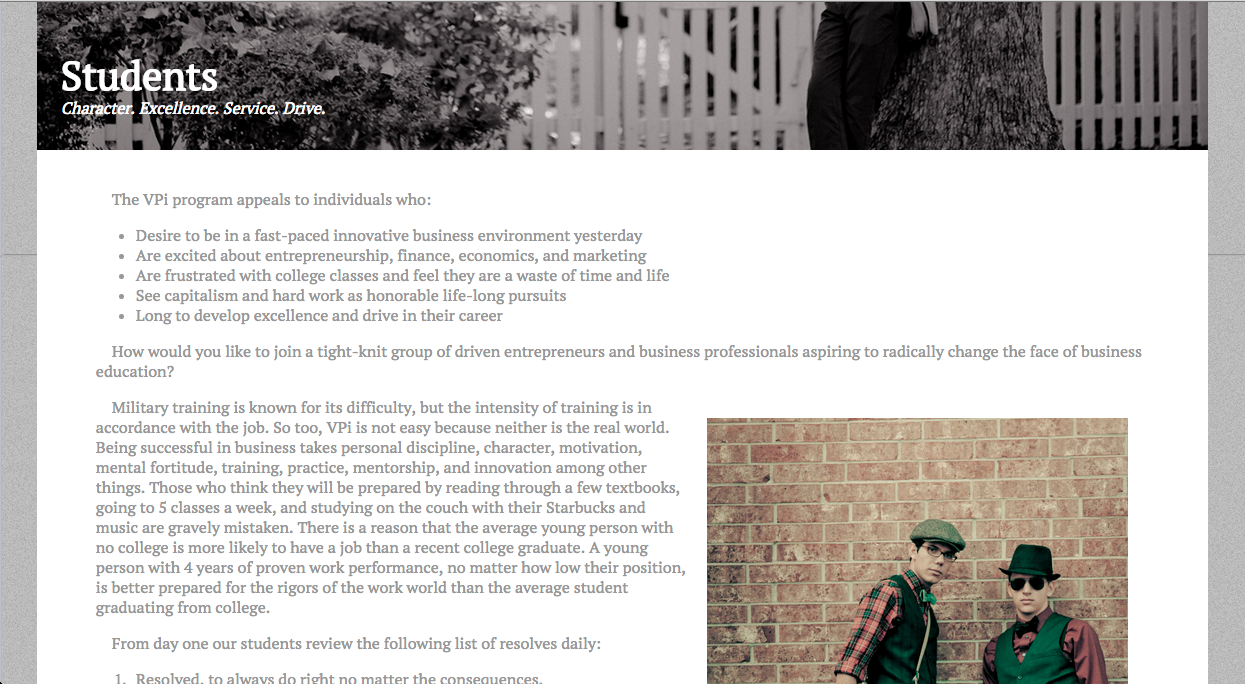 Students
Character. Excellence. Service. Drive.
The VPi program appeals to individuals who:
• Desire to be in a fast-paced innovative business environment yesterday
• Are excited about entrepreneurship, finance, economics, and marketing
• Are frustrated with college classes and feel they are a waste of time and life
• See capitalism and hard work as honorable life-long pursuits
• Long to develop excellence and drive in their career
How would you like to join a tight-knit group of driven entrepreneurs and business professionals aspiring to radically change the face of business
education?
Military training is known for its difficulty, but the intensity of training is in
accordance with the job. So too, VPi is not easy because neither is the real world.
Being successful in business takes personal discipline, character, motivation,
mental fortitude, training, practice, mentorship, and innovation among other
things. Those who think they will be prepared by reading through a few textbooks,
going to 5 classes a week, and studying on the couch with their Starbucks and
music are gravely mistaken. There is a reason that the average young person with
no college is more likely to have a job than a recent college graduate. A young
person with 4 years of proven work performance, no matter how low their position,
is better prepared for the rigors of the work world than the average student
graduating from college.
From day one our students review the following list of resolves daily:
1. Resolved, to always do right no matter the consequences.